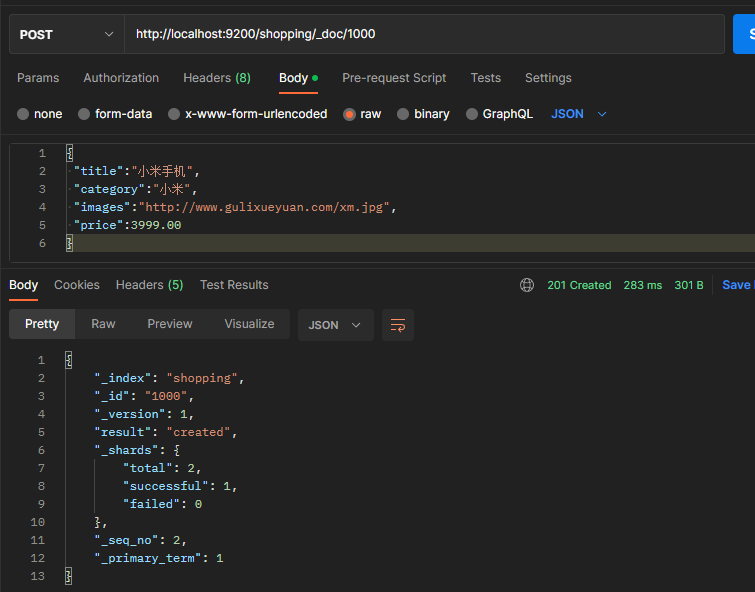 POST http://localhost:9200/shopping/_doc/1000 S
Params Authorization Headers (8) Body Pre-request Script Tests Settings
none form-data x-www-form-urlencoded raw binary GraphQL JSON
1 {
2 "title":"小米手机",
3 "category":"小米",
4 "images":"http://www.gulixueyuan.com/xm.jpg",
5 "price":3999.00
6 }
Body Cookies Headers (5) Test Results 201 Created 283 ms 301 B Save
Pretty Raw Preview Visualize JSON
1 {
2 "_index": "shopping",
3 "_id": "1000",
4 "_version": 1,
5 "result": "created",
6 "_shards": {
7 "total": 2,
8 "successful": 1,
9 "failed": 0
10 },
11 "_seq_no": 2,
12 "_primary_term": 1
13 }